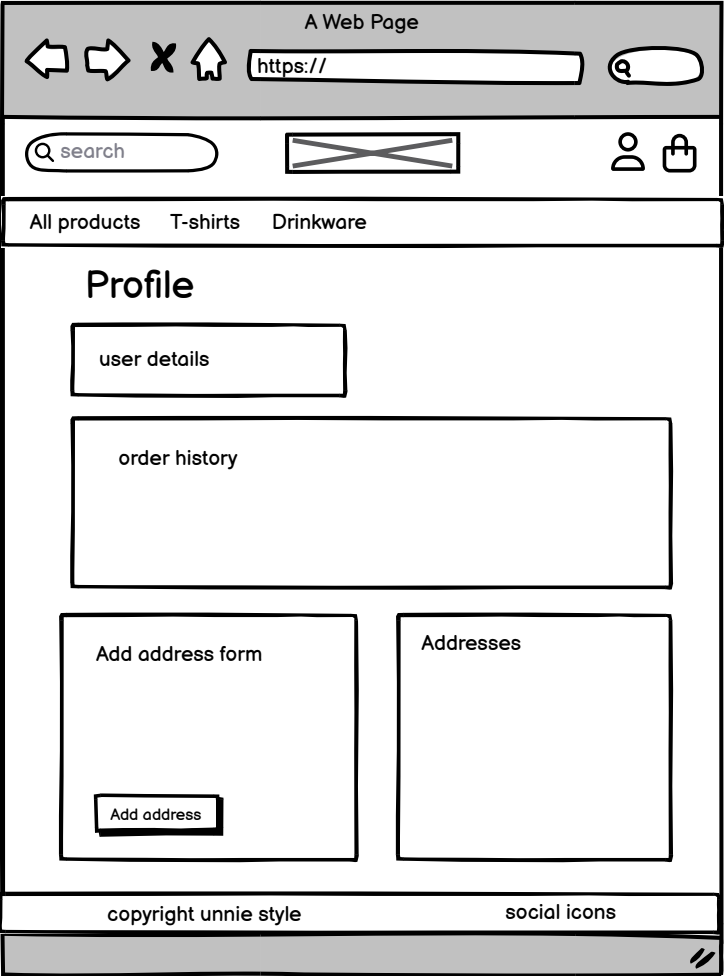 A Web Page
https://
search
All products T-shirts Drinkware
Profile
user details
order history
Add address form
Add address
Addresses
copyright unnie style social icons